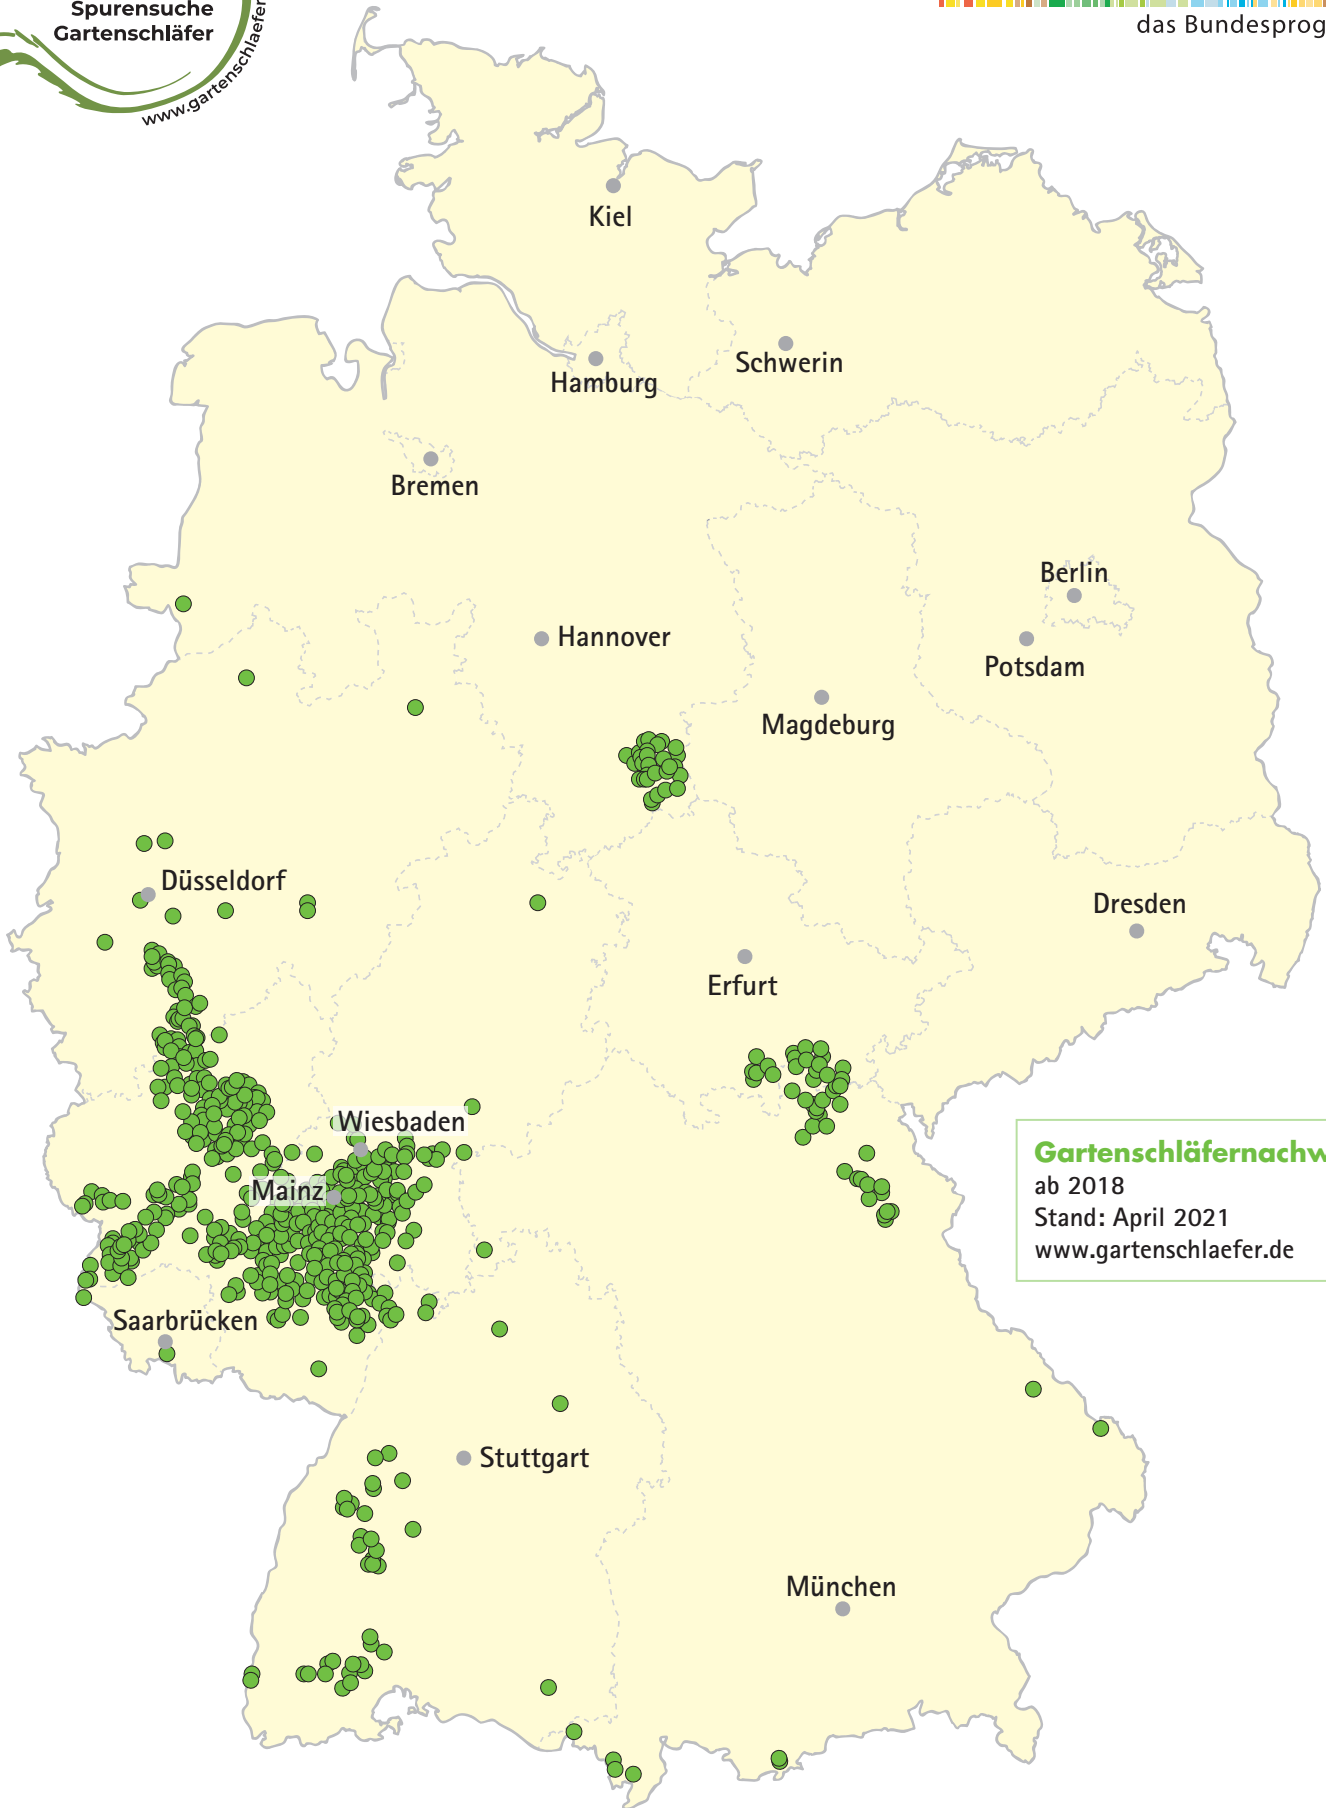 Spurensuche
Gartenschläfer
www.gartenschlaefer
das Bundesprog
Kiel
Schwerin
Hamburg
Bremen
Berlin
Hannover
Potsdam
Magdeburg
Düsseldorf
Dresden
Erfurt
Wiesbaden
Mainz
Gartenschläfernachw
ab 2018
Stand: April 2021
www.gartenschlaefer.de
Saarbrücken
Stuttgart
München